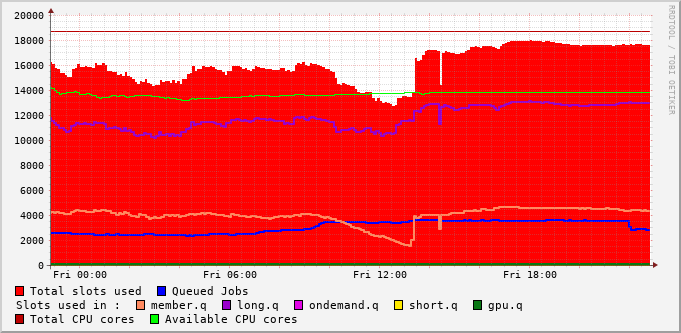 20000
18000
16000
14000
12000
10000
8000
6000
4000
2000
0
Fri 00:00 Fri 06:00 Fri 12:00 Fri 18:00
RRDTOOL / TOBI OETIKER
Total slots used Queued Jobs
Slots used in : member.q long.q ondemand.q short.q gpu.q
Total CPU cores Available CPU cores